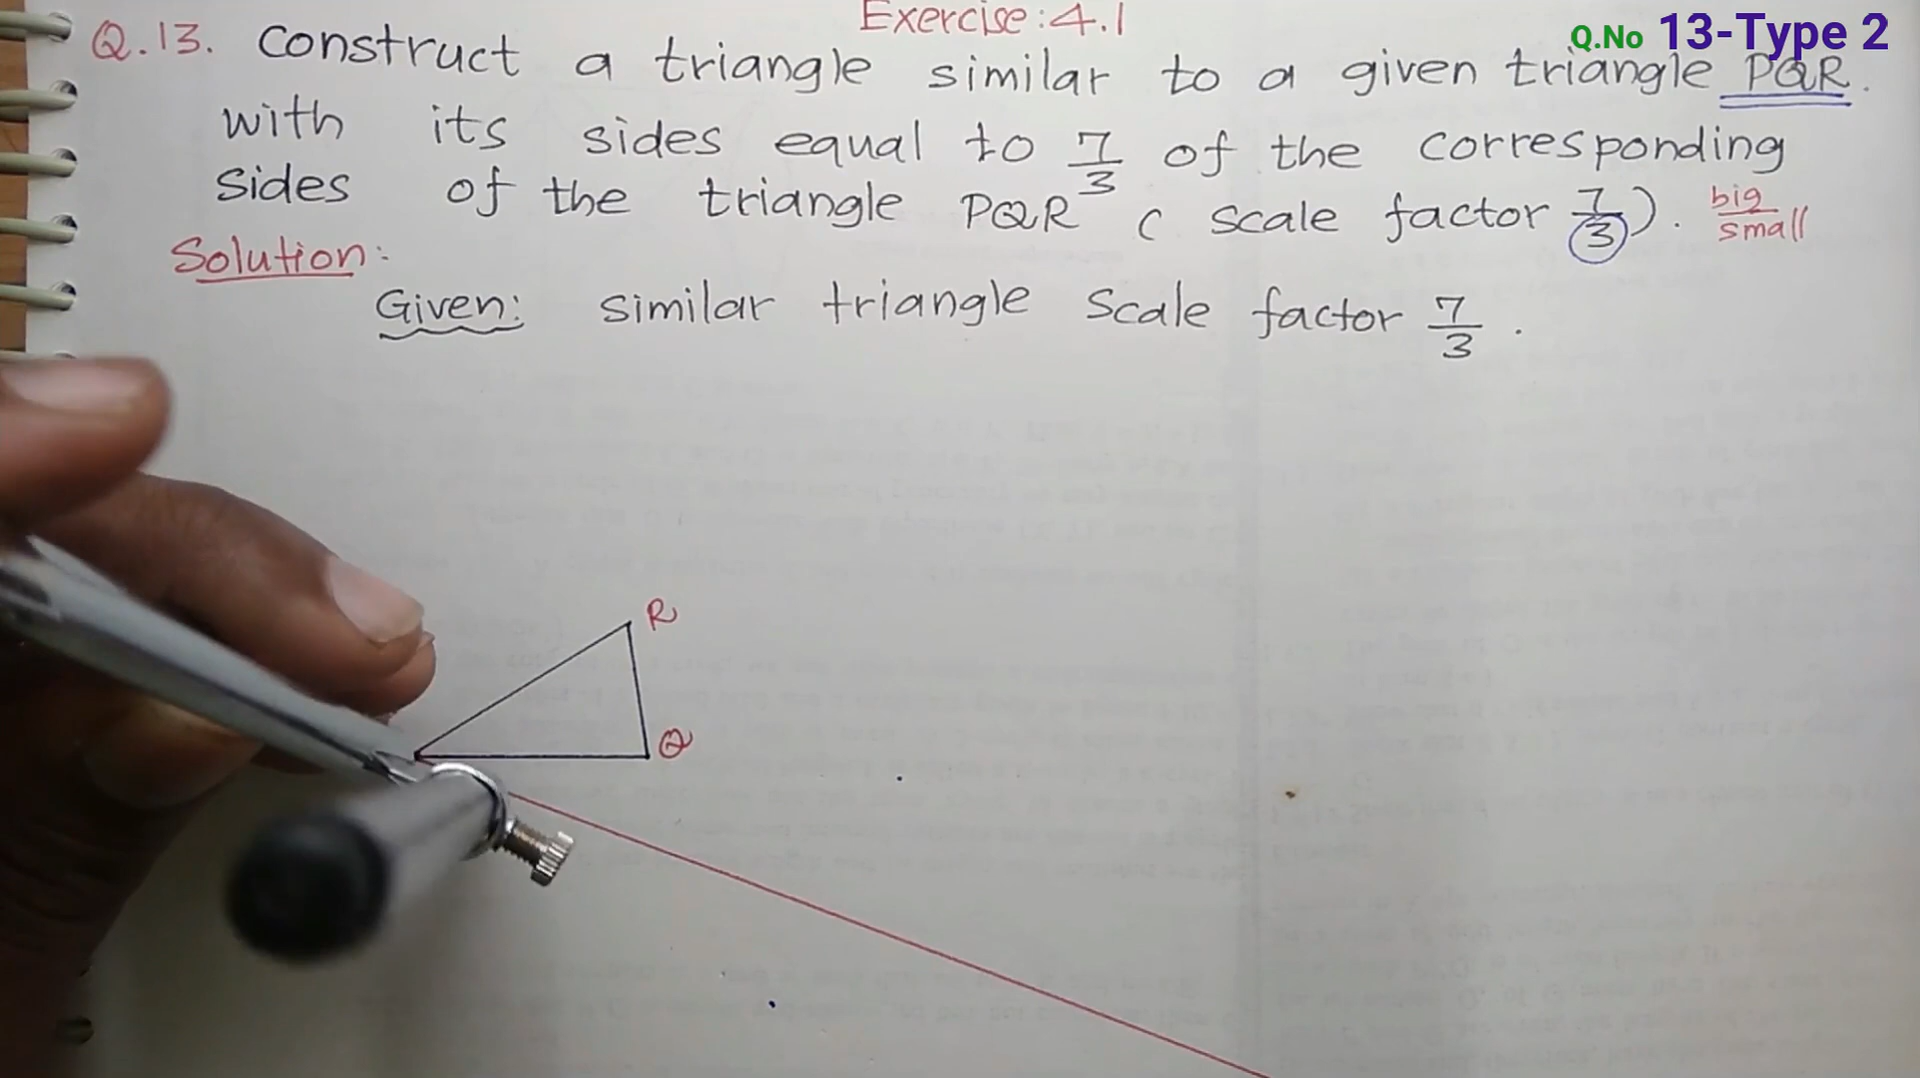 Exercise:4.1
Q.No 13-Type 2
Q.13. Construct a triangle similar to a given triangle PQR.
with its sides equal to 7/3 of the corresponding
sides of the triangle PQR ( scale factor 7/3).
big/small
Solution:
Given: similar triangle scale factor 7/3.
R
Q